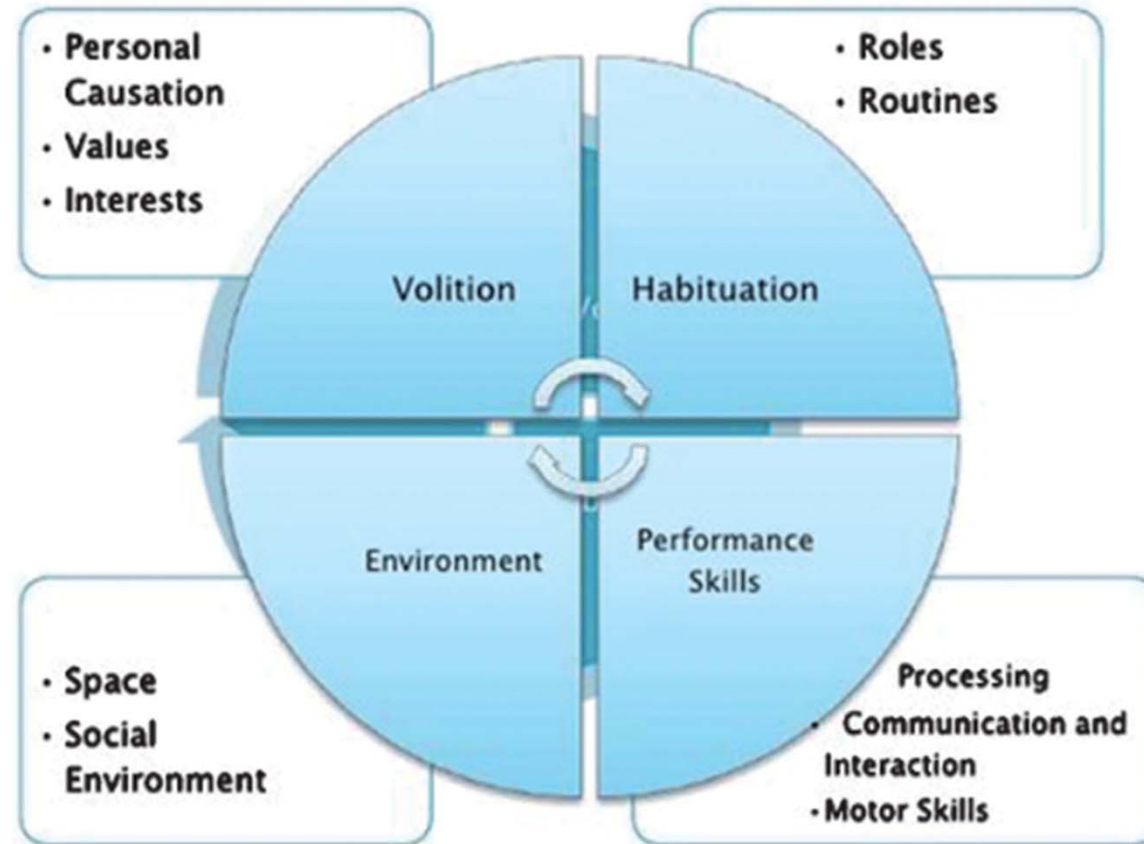 • Personal
Causation
• Values
• Interests
• Roles
• Routines
Volition
Habituation
Environment
Performance
Skills
• Space
• Social
Environment
Processing
• Communication and
Interaction
• Motor Skills